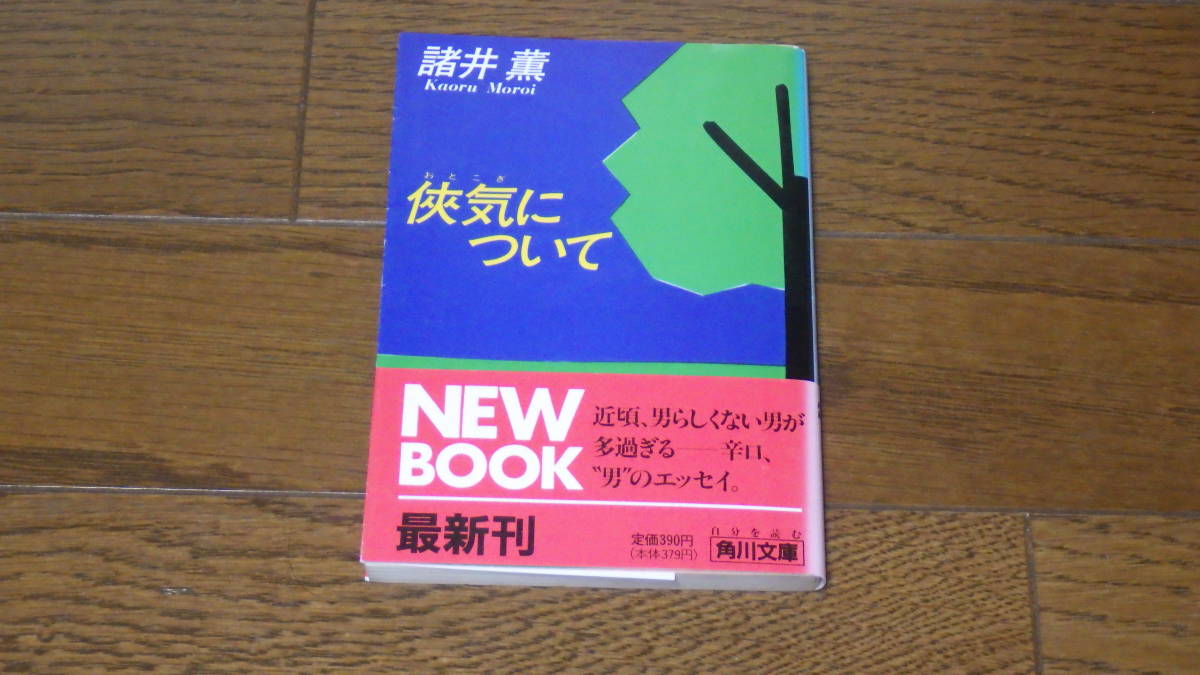 諸井 薫
Kaoru Moroi
おとこぎ
俠気に
ついて
NEW
BOOK
近頃、男らしくない男が
多過ぎる――辛口、
〝男〟のエッセイ。
最新刊
定価390円
(本体379円)
自分を読む
角川文庫